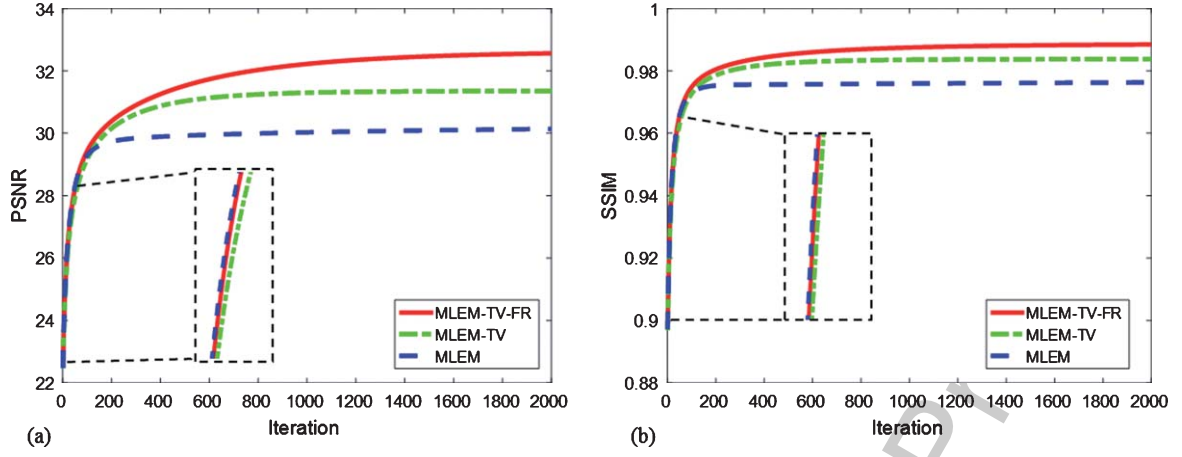 34
32
30
28
26
24
22
PSNR
0 200 400 600 800 1000 1200 1400 1600 1800 2000
Iteration
MLEM-TV-FR
MLEM-TV
MLEM
(a)
1
0.98
0.96
0.94
0.92
0.9
0.88
SSIM
0 200 400 600 800 1000 1200 1400 1600 1800 2000
Iteration
MLEM-TV-FR
MLEM-TV
MLEM
(b)
Pr